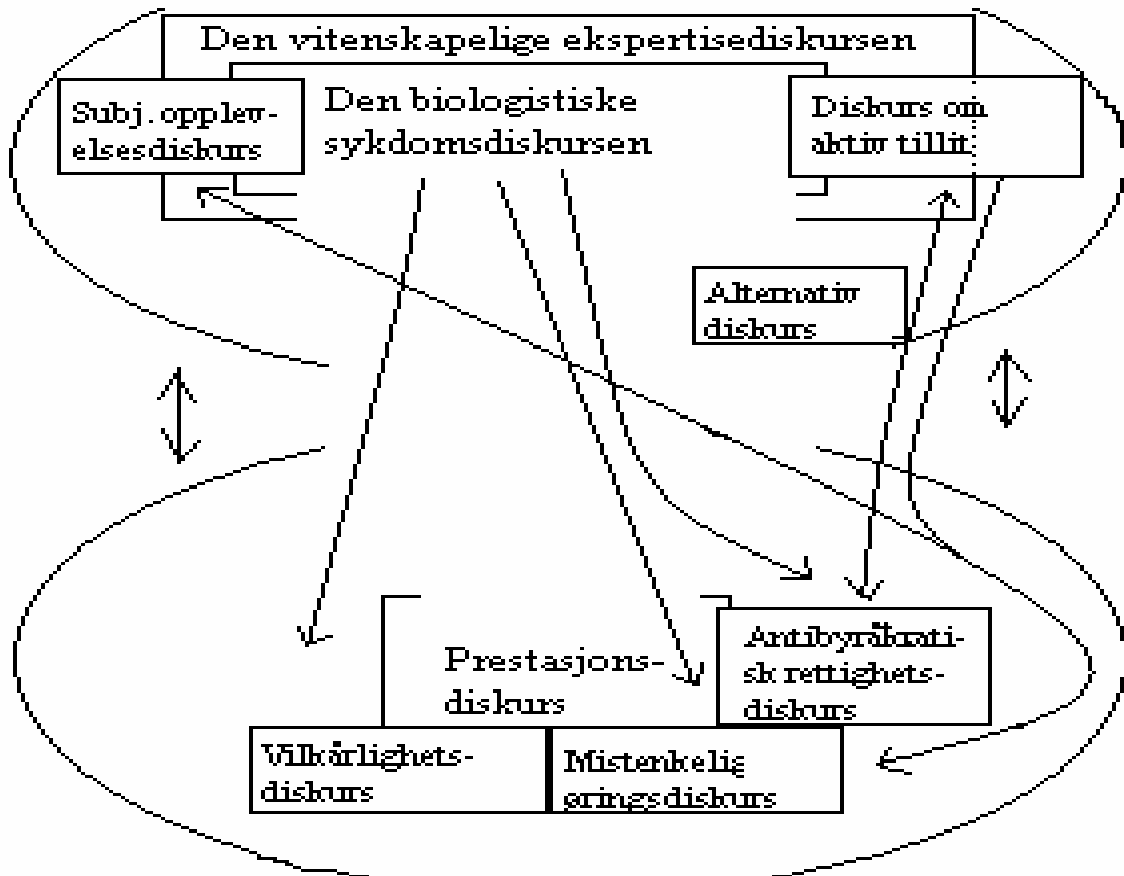 Den vitenskapelige ekspertisediskursen
Subj. opplev-
elsesdiskurs
Den biologistiske
sykdomsdiskursen
Diskurs om
aktiv tillit
Alternativ
diskurs
Prestasjons-
diskurs
Antibyråkrati-
sk rettighets-
diskurs
Vilkårlighets-
diskurs
Mistenkelig
gøringsdiskurs